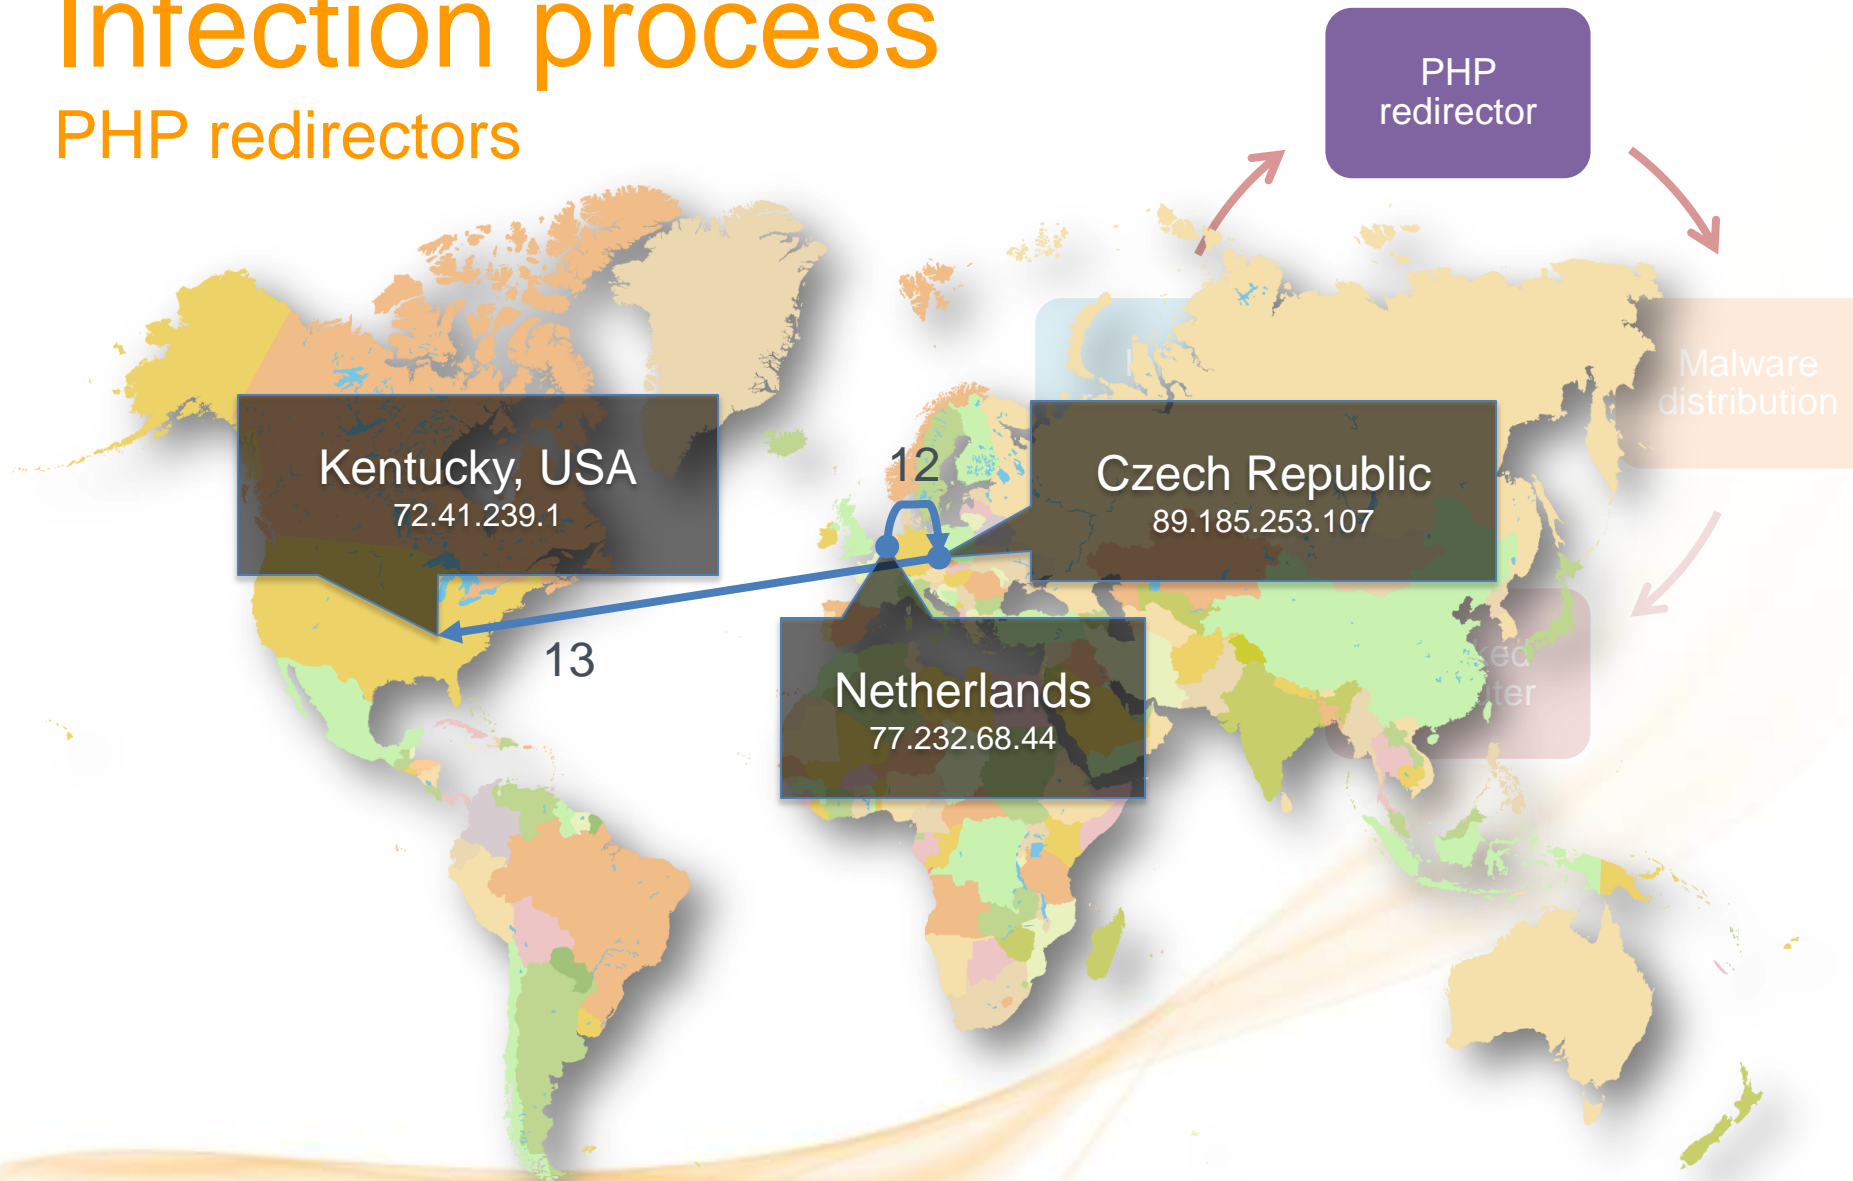 Infection process
PHP redirectors
PHP
redirector
Malware
distribution
12
Kentucky, USA
72.41.239.1
Czech Republic
89.185.253.107
13
Netherlands
77.232.68.44